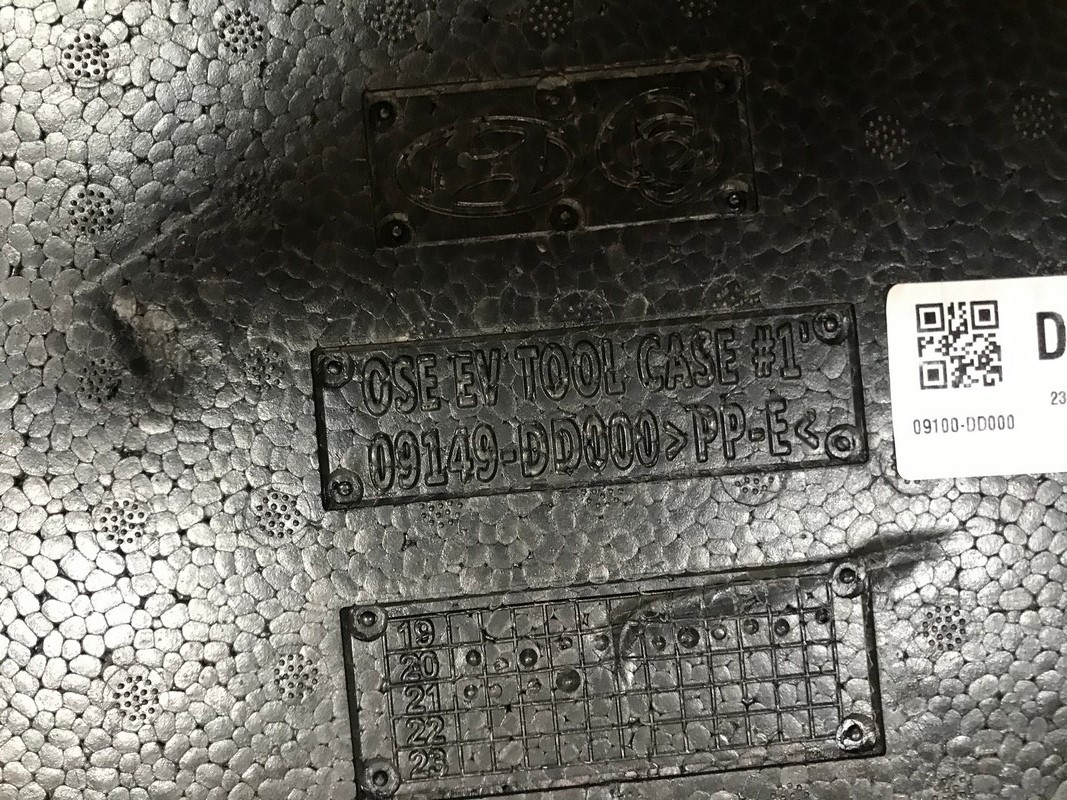 OSE EV TOOL CASE #1'
09149-DD000>PP-E<
D
23
09100-DD000
19
20
21
22
23